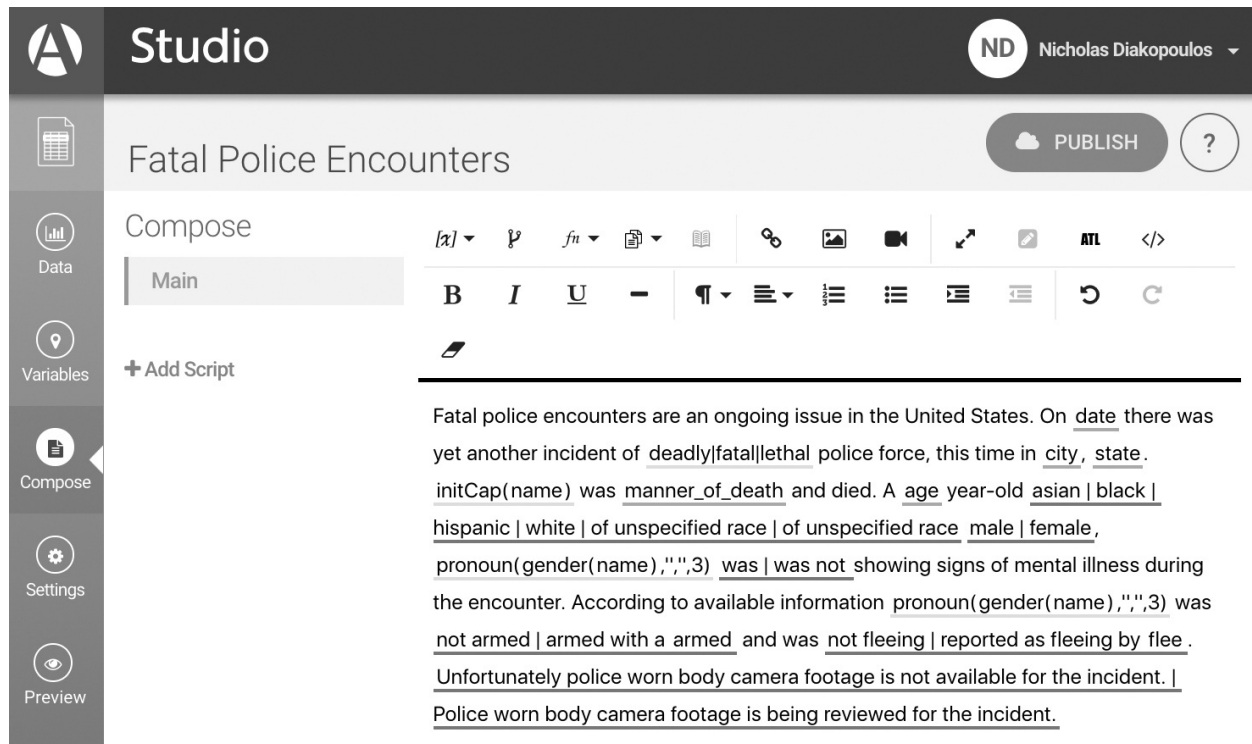 Studio
ND Nicholas Diakopoulos
Fatal Police Encounters
PUBLISH ?
Data
Variables
Compose
Settings
Preview
Compose
Main
+ Add Script
[x] fn ATL </>
B I U
Fatal police encounters are an ongoing issue in the United States. On date there was
yet another incident of deadly|fatal|lethal police force, this time in city, state.
initCap(name) was manner_of_death and died. A age year-old asian | black |
hispanic | white | of unspecified race | of unspecified race male | female,
pronoun(gender(name),"","",3) was | was not showing signs of mental illness during
the encounter. According to available information pronoun(gender(name),"","",3) was
not armed | armed with a armed and was not fleeing | reported as fleeing by flee.
Unfortunately police worn body camera footage is not available for the incident. |
Police worn body camera footage is being reviewed for the incident.